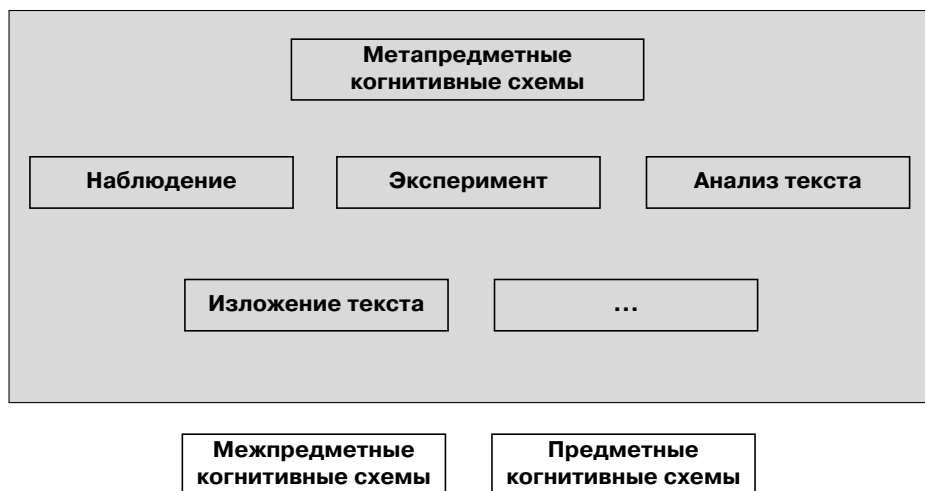 Метапредметные
когнитивные схемы
Наблюдение
Эксперимент
Анализ текста
Изложение текста
...
Межпредметные
когнитивные схемы
Предметные
когнитивные схемы